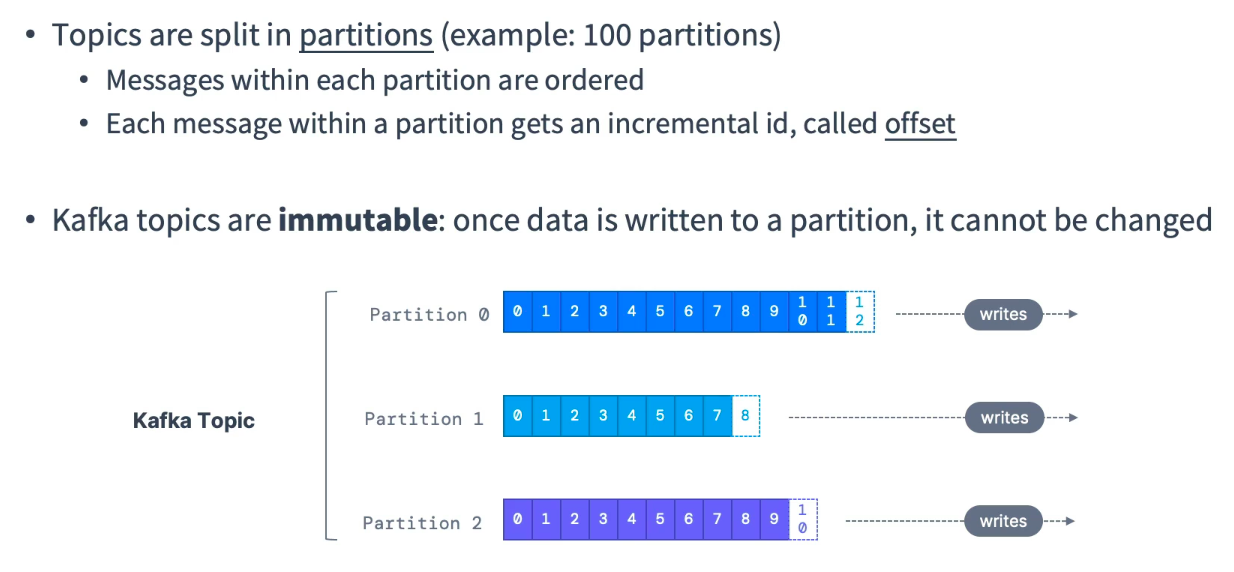 • Topics are split in partitions (example: 100 partitions)
• Messages within each partition are ordered
• Each message within a partition gets an incremental id, called offset
• Kafka topics are immutable: once data is written to a partition, it cannot be changed
Partition 0 0 1 2 3 4 5 6 7 8 9 10 11 12 writes
Kafka Topic
Partition 1 0 1 2 3 4 5 6 7 8 writes
Partition 2 0 1 2 3 4 5 6 7 8 9 10 writes